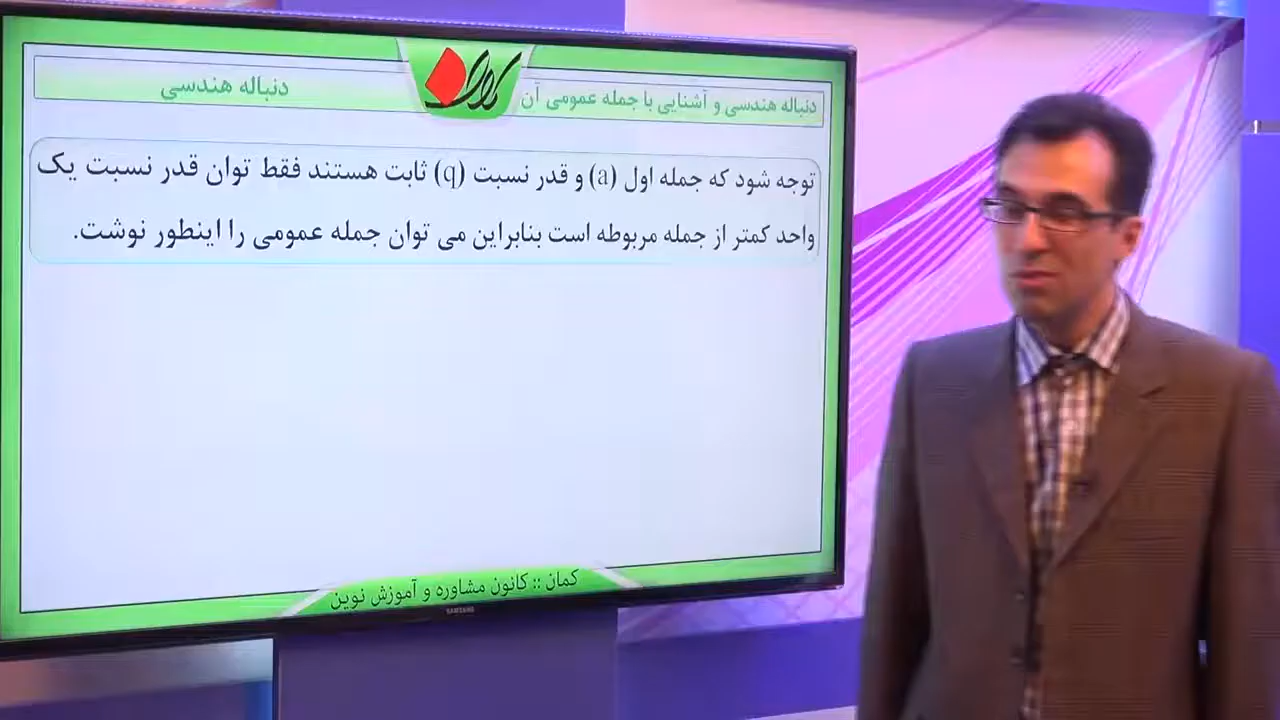 دنباله هندسی و آشنایی با جمله عمومی آن
دنباله هندسی
توجه شود که جمله اول (a) و قدر نسبت (q) ثابت هستند فقط توان قدر نسبت یک
واحد کمتر از جمله مربوطه است بنابراین می توان جمله عمومی را اینطور نوشت.
کمان :: کانون مشاوره و آموزش نوین
SAMSUNG